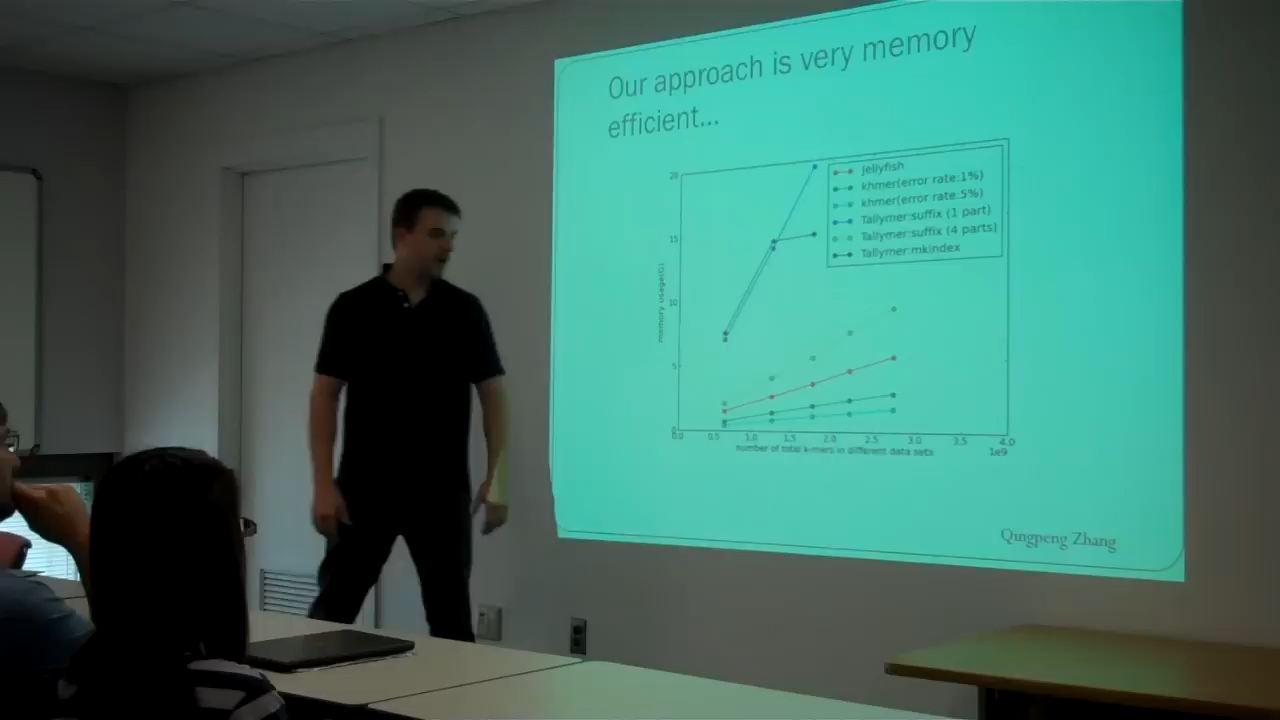 Our approach is very memory
efficient...
Jellyfish
khmer(error rate:1%)
khmer(error rate:5%)
Tallymer:suffix (1 part)
Tallymer:suffix (4 parts)
Tallymer:mkindex
20
15
10
5
0
memory usage(G)
0.0 0.5 1.0 1.5 2.0 2.5 3.0 3.5 4.0
1e9
number of total k-mers in different data sets
Qingpeng Zhang